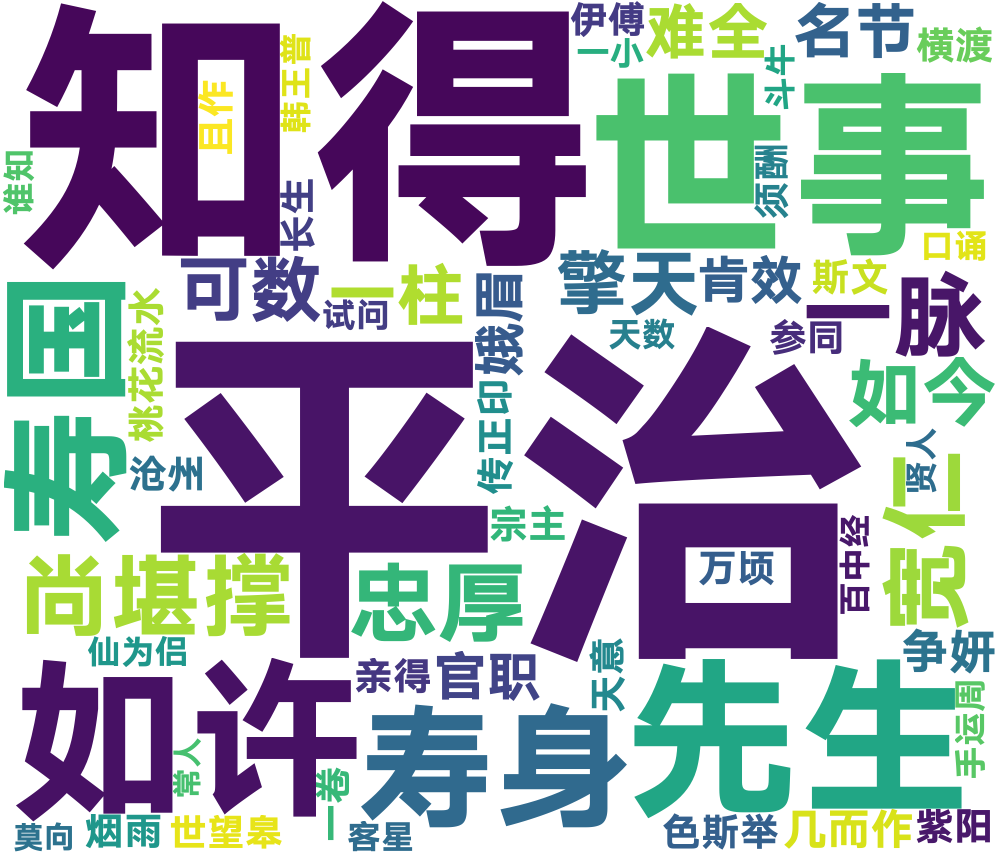 知得
世事
平治
伊傅
一小
难全
名节
横渡
斗牛
且作
韩王普
谁知
长生
须酬
口诵
可数
一柱
试问
擎天
肯效
斯文
一脉
天数
参同
寿国
桃花流水
娥眉
如今
沧州
传正印
贤人
宽仁
宗主
尚堪撑
忠厚
万顷
百中经
仙为侣
亲得
官职
天意
争妍
如许
常人
一卷
寿身
先生
手运周
莫向
烟雨
世望皋
客星
色斯举
几而作
紫阳